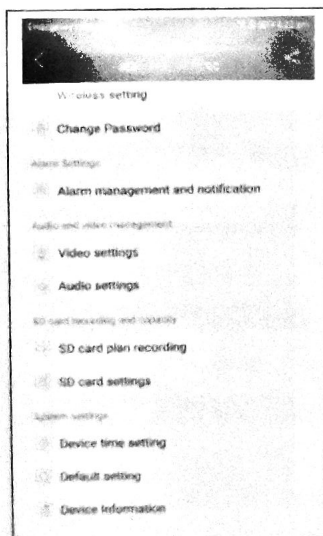 Wireless setting
Change Password
Alarm Settings
Alarm management and notification
Audio and video management
Video settings
Audio settings
SD card recording and capacity
SD card plan recording
SD card settings
System settings
Device time setting
Default setting
Device Information